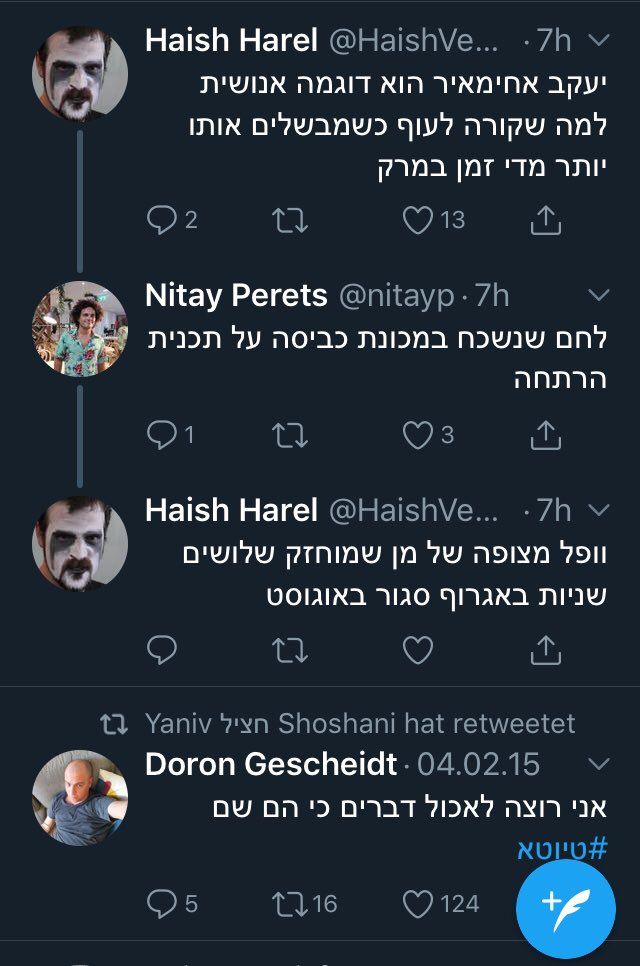 Haish Harel @HaishVe... · 7h
יעקב אחימאיר הוא דוגמה אנושית
למה שקורה לעוף כשמבשלים אותו
יותר מדי זמן במרק
2 13
Nitay Perets @nitayp · 7h
לחם שנשכח במכונת כביסה על תכנית
הרתחה
1 3
Haish Harel @HaishVe... · 7h
וופל מצופה של מן שמוחזק שלושים
שניות באגרוף סגור באוגוסט
Yaniv חציל Shoshani hat retweetet
Doron Gescheidt · 04.02.15
אני רוצה לאכול דברים כי הם שם
#טיוטא
5 16 124